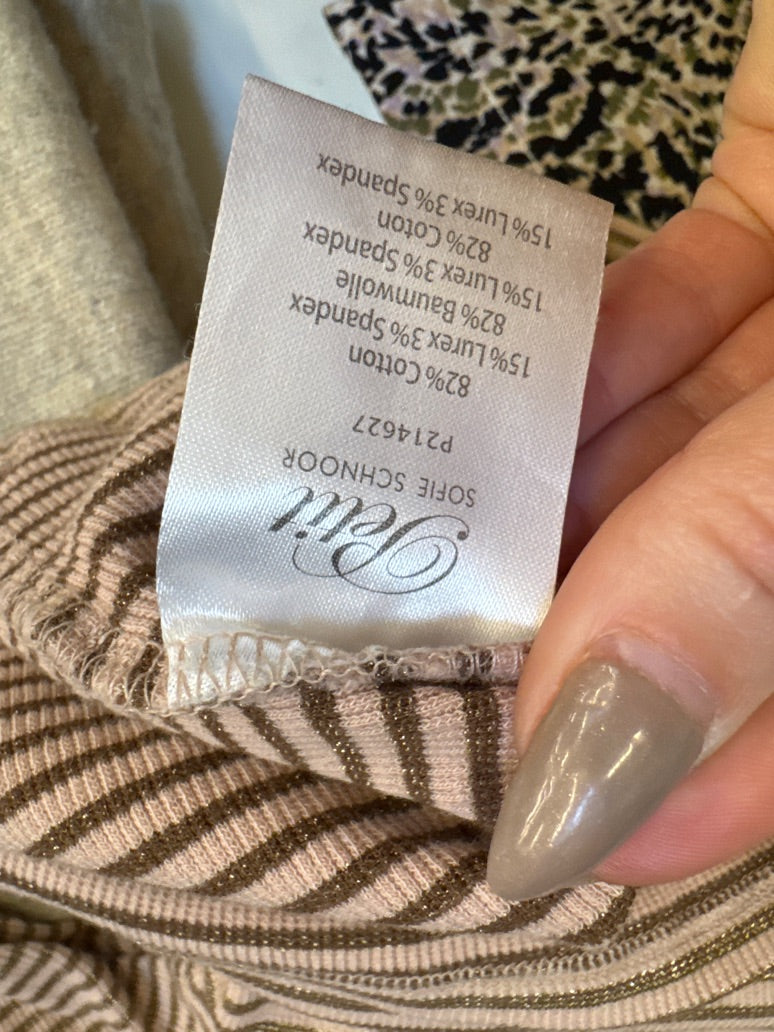 Petit
SOFIE SCHNOOR
P214627
82% Cotton
15% Lurex 3% Spandex
82% Baumwolle
15% Lurex 3% Spandex
82% Coton
15% Lurex 3% Spandex